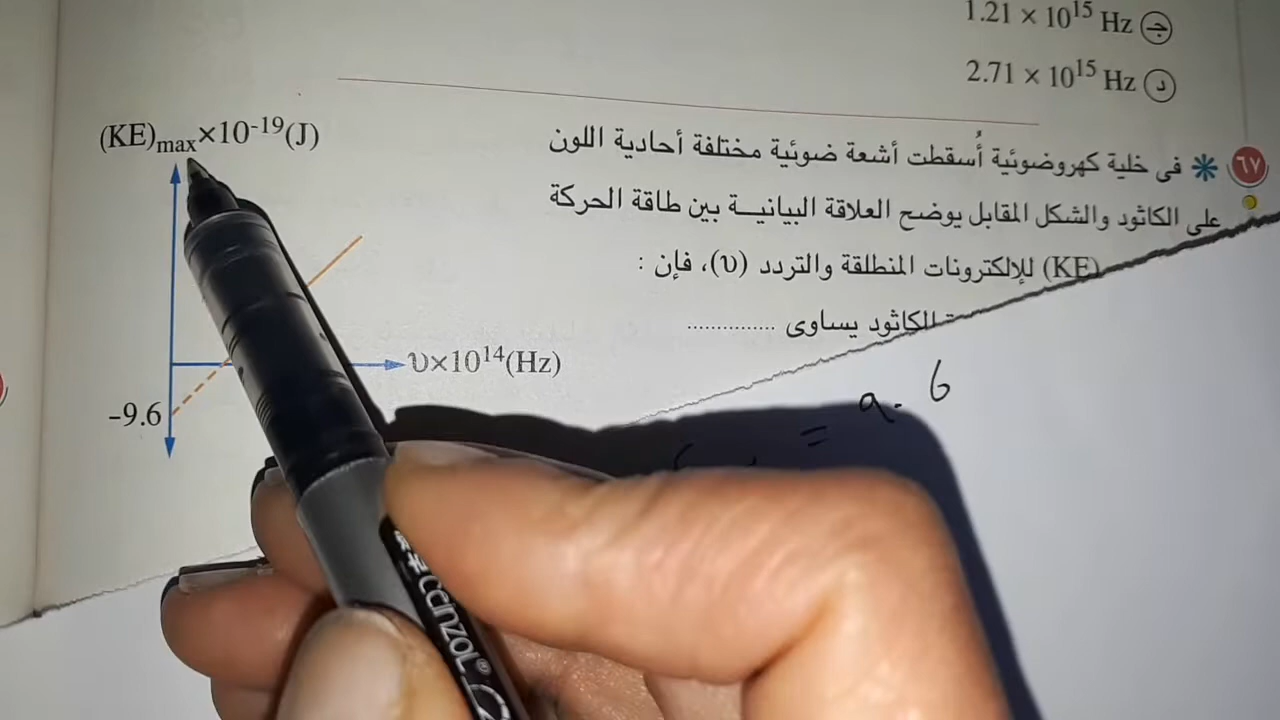 1.21 × 10¹⁵ Hz (جـ)
2.71 × 10¹⁵ Hz (د)
٦٧ * فى خلية كهروضوئية أُسقطت أشعة ضوئية مختلفة أحادية اللون
على الكاثود والشكل المقابل يوضح العلاقة البيانيــة بين طاقة الحركة
(KE) للإلكترونات المنطلقة والتردد (υ)، فإن :
الكاثود يساوى ...............
(KE)max×10⁻¹⁹(J)
υ×10¹⁴(Hz)
–9.6
= 9.6